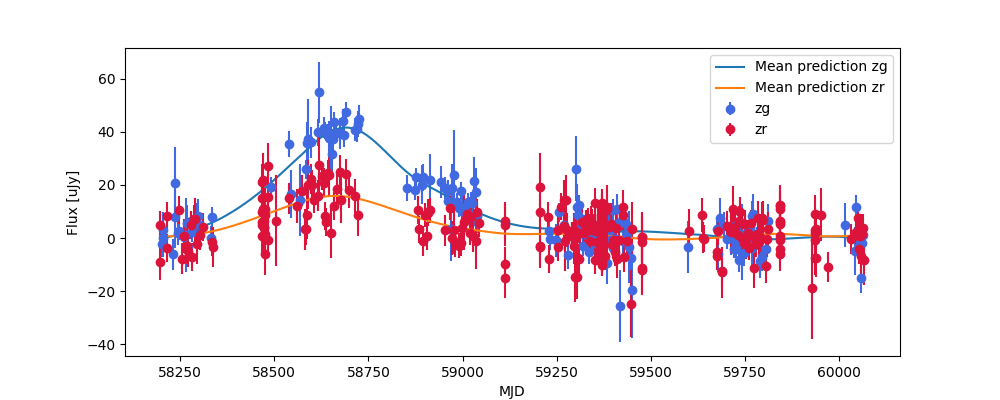 Flux [uJy]
60
40
20
0
−20
−40
58250
58500
58750
59000
59250
59500
59750
60000
MJD
Mean prediction zg
Mean prediction zr
zg
zr